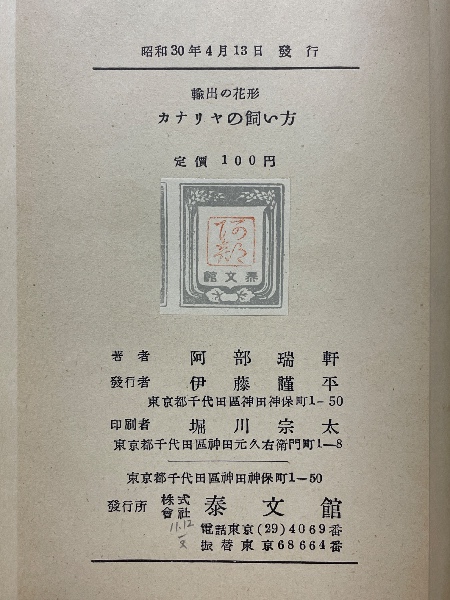 昭和30年4月13日 發行
輸出の花形
カナリヤの飼い方
定價 100円
泰文館
著者 阿部瑞軒
發行者 伊藤謹平
東京都千代田區神田神保町1-50
印刷者 堀川宗太
東京都千代田區神田元久右衛門町1-8
東京都千代田區神田神保町1-50
發行所 株式會社 泰文館
電話東京(29)4069番
振替東京68664番
11.12